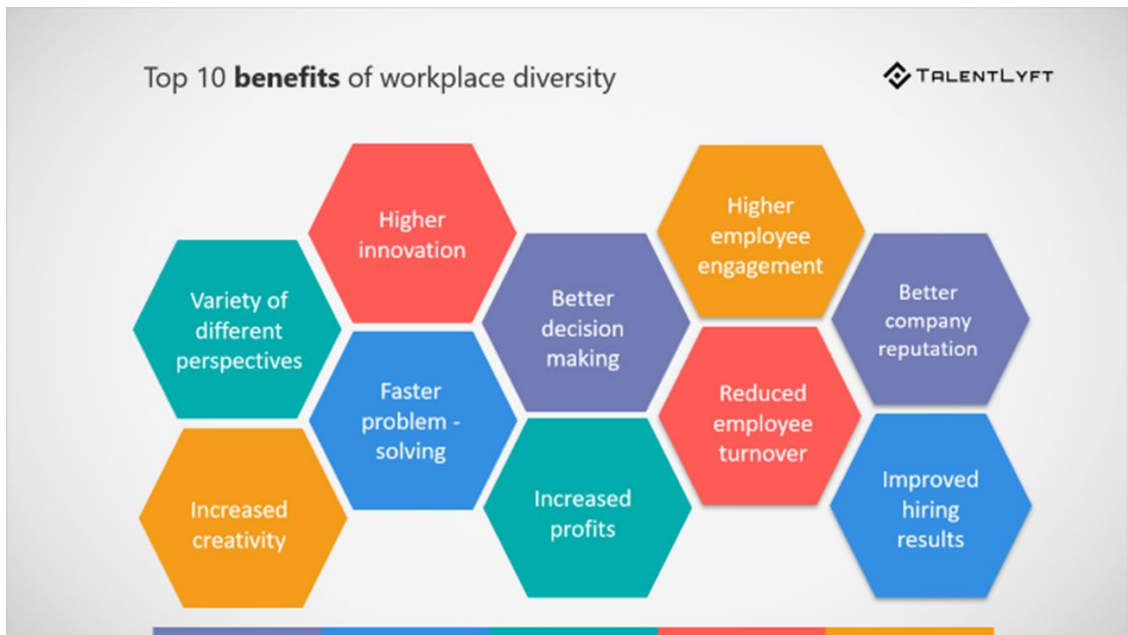 Top 10 benefits of workplace diversity
TALENTLYFT
Variety of
different
perspectives
Increased
creativity
Higher
innovation
Faster
problem -
solving
Better
decision
making
Increased
profits
Higher
employee
engagement
Reduced
employee
turnover
Better
company
reputation
Improved
hiring
results